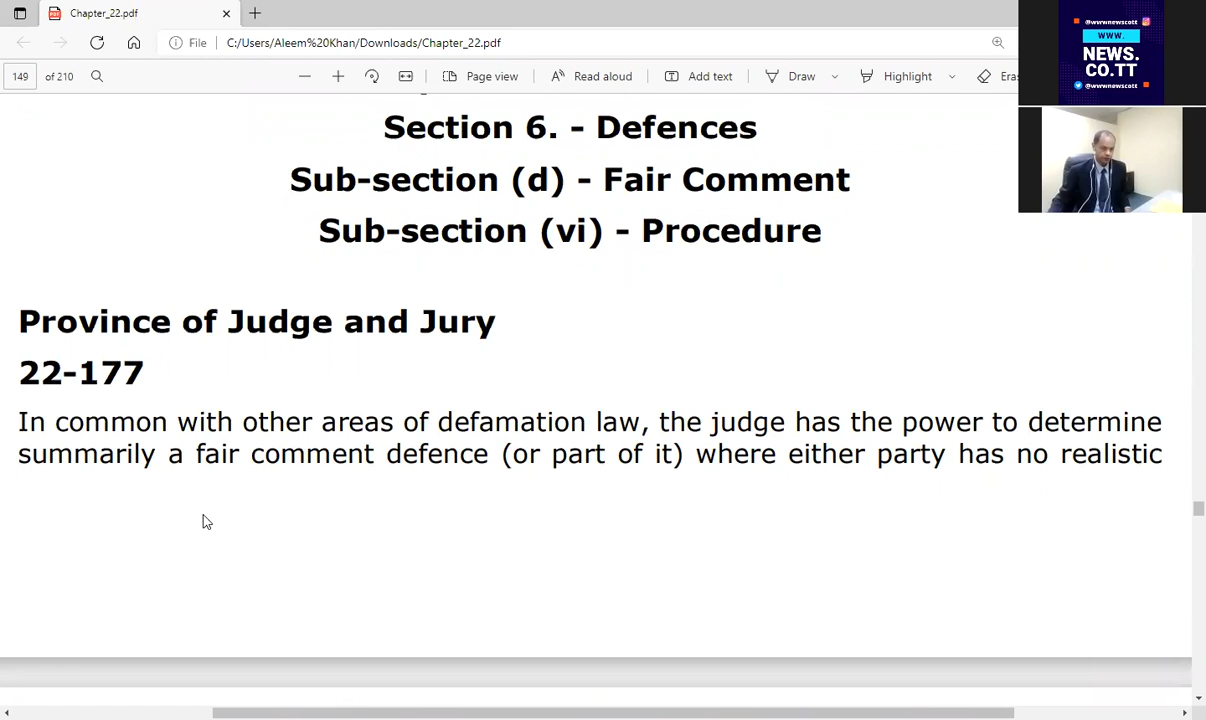 Chapter_22.pdf
File
C:/Users/Aleem%20Khan/Downloads/Chapter_22.pdf
149
of 210
Page view
Read aloud
Add text
Draw
Highlight
@wwwnewscott
WWW.
NEWS.
CO.TT
@wwwnewscott
Section 6. - Defences
Sub-section (d) - Fair Comment
Sub-section (vi) - Procedure
Province of Judge and Jury
22-177
In common with other areas of defamation law, the judge has the power to determine
summarily a fair comment defence (or part of it) where either party has no realistic